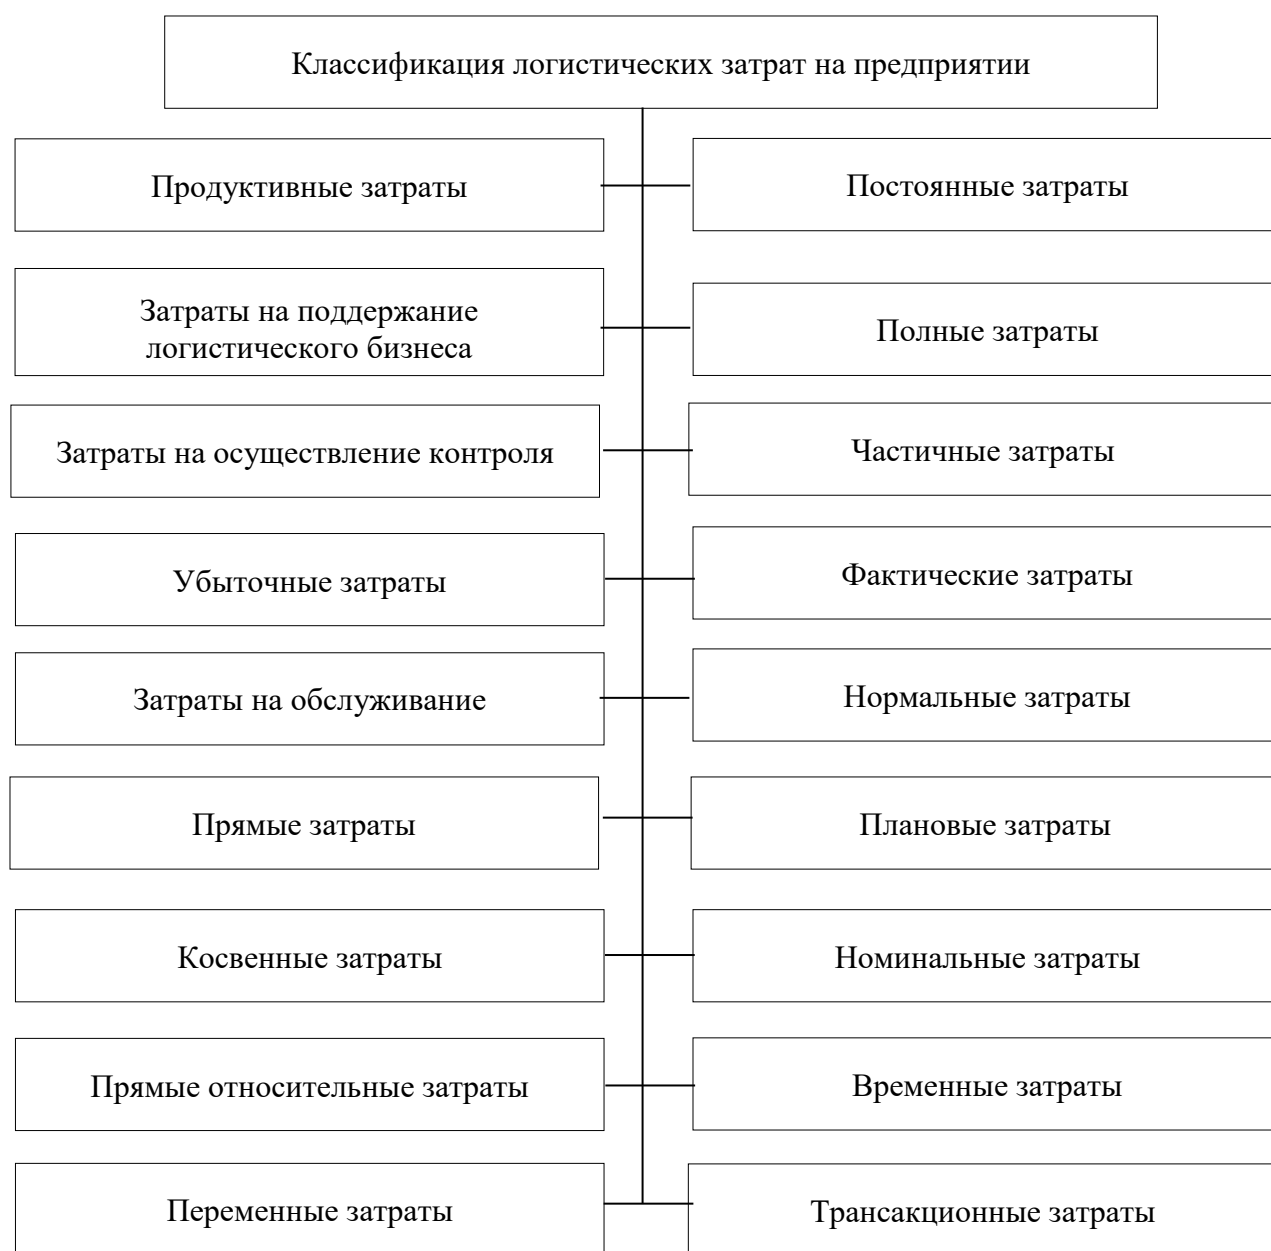 Классификация логистических затрат на предприятии
Продуктивные затраты
Постоянные затраты
Затраты на поддержание
логистического бизнеса
Полные затраты
Затраты на осуществление контроля
Частичные затраты
Убыточные затраты
Фактические затраты
Затраты на обслуживание
Нормальные затраты
Прямые затраты
Плановые затраты
Косвенные затраты
Номинальные затраты
Прямые относительные затраты
Временные затраты
Переменные затраты
Трансакционные затраты